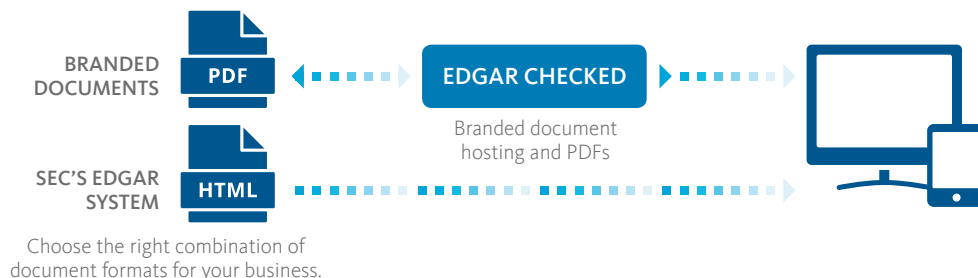 BRANDED
DOCUMENTS
PDF
EDGAR CHECKED
Branded document
hosting and PDFs
SEC’S EDGAR
SYSTEM
HTML
Choose the right combination of
document formats for your business.